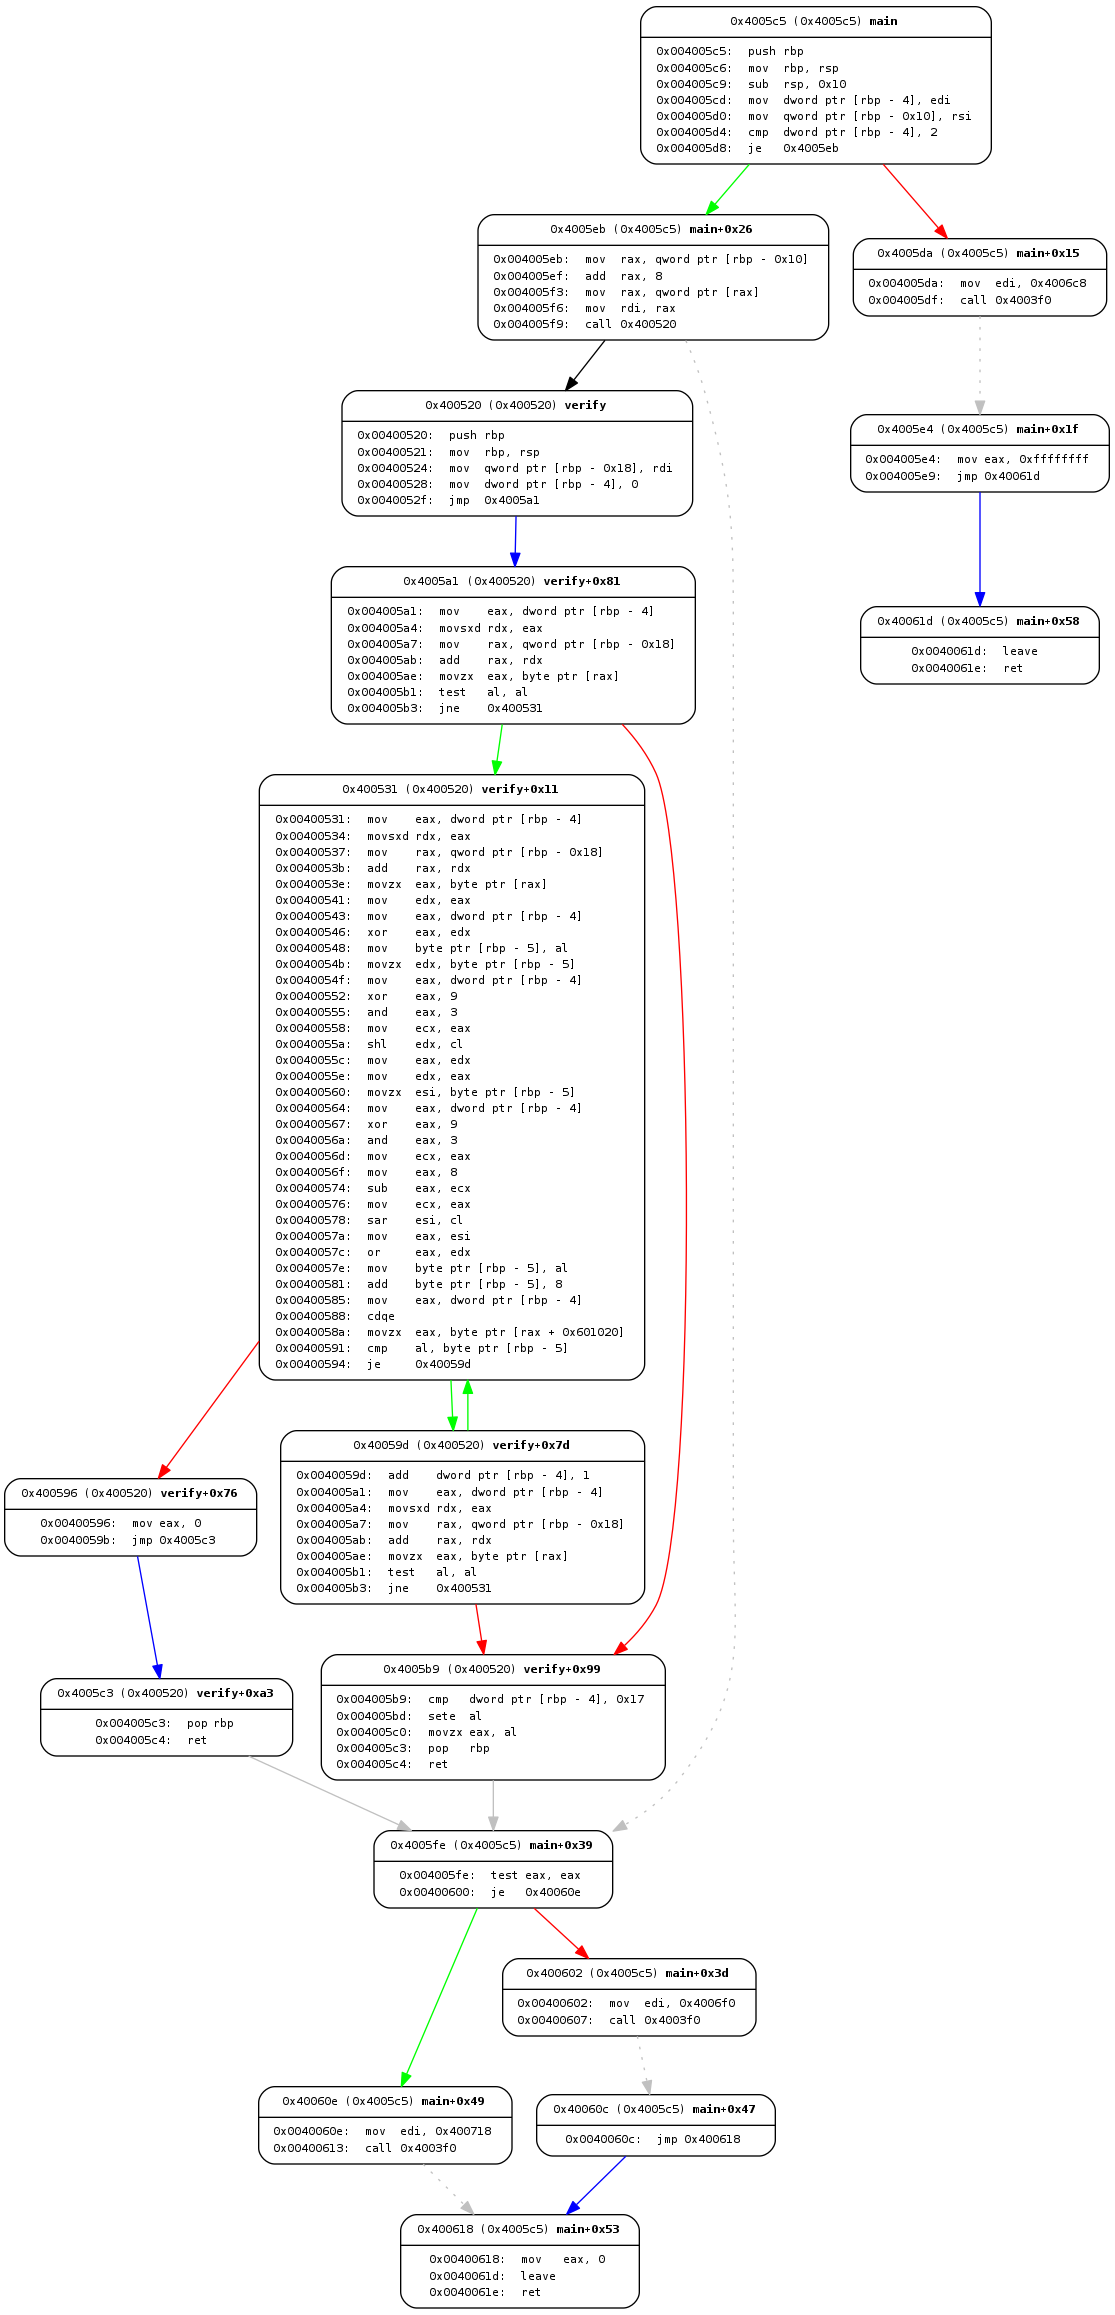 0x4005c5 (0x4005c5) main
0x004005c5: push rbp
0x004005c6: mov rbp, rsp
0x004005c9: sub rsp, 0x10
0x004005cd: mov dword ptr [rbp - 4], edi
0x004005d0: mov qword ptr [rbp - 0x10], rsi
0x004005d4: cmp dword ptr [rbp - 4], 2
0x004005d8: je 0x4005eb
0x4005eb (0x4005c5) main+0x26
0x004005eb: mov rax, qword ptr [rbp - 0x10]
0x004005ef: add rax, 8
0x004005f3: mov rax, qword ptr [rax]
0x004005f6: mov rdi, rax
0x004005f9: call 0x400520
0x4005da (0x4005c5) main+0x15
0x004005da: mov edi, 0x4006c8
0x004005df: call 0x4003f0
0x400520 (0x400520) verify
0x00400520: push rbp
0x00400521: mov rbp, rsp
0x00400524: mov qword ptr [rbp - 0x18], rdi
0x00400528: mov dword ptr [rbp - 4], 0
0x0040052f: jmp 0x4005a1
0x4005e4 (0x4005c5) main+0x1f
0x004005e4: mov eax, 0xffffffff
0x004005e9: jmp 0x40061d
0x4005a1 (0x400520) verify+0x81
0x004005a1: mov eax, dword ptr [rbp - 4]
0x004005a4: movsxd rdx, eax
0x004005a7: mov rax, qword ptr [rbp - 0x18]
0x004005ab: add rax, rdx
0x004005ae: movzx eax, byte ptr [rax]
0x004005b1: test al, al
0x004005b3: jne 0x400531
0x40061d (0x4005c5) main+0x58
0x0040061d: leave
0x0040061e: ret
0x400531 (0x400520) verify+0x11
0x00400531: mov eax, dword ptr [rbp - 4]
0x00400534: movsxd rdx, eax
0x00400537: mov rax, qword ptr [rbp - 0x18]
0x0040053b: add rax, rdx
0x0040053e: movzx eax, byte ptr [rax]
0x00400541: mov edx, eax
0x00400543: mov eax, dword ptr [rbp - 4]
0x00400546: xor eax, edx
0x00400548: mov byte ptr [rbp - 5], al
0x0040054b: movzx edx, byte ptr [rbp - 5]
0x0040054f: mov eax, dword ptr [rbp - 4]
0x00400552: xor eax, 9
0x00400555: and eax, 3
0x00400558: mov ecx, eax
0x0040055a: shl edx, cl
0x0040055c: mov eax, edx
0x0040055e: mov edx, eax
0x00400560: movzx esi, byte ptr [rbp - 5]
0x00400564: mov eax, dword ptr [rbp - 4]
0x00400567: xor eax, 9
0x0040056a: and eax, 3
0x0040056d: mov ecx, eax
0x0040056f: mov eax, 8
0x00400574: sub eax, ecx
0x00400576: mov ecx, eax
0x00400578: sar esi, cl
0x0040057a: mov eax, esi
0x0040057c: or eax, edx
0x0040057e: mov byte ptr [rbp - 5], al
0x00400581: add byte ptr [rbp - 5], 8
0x00400585: mov eax, dword ptr [rbp - 4]
0x00400588: cdqe
0x0040058a: movzx eax, byte ptr [rax + 0x601020]
0x00400591: cmp al, byte ptr [rbp - 5]
0x00400594: je 0x40059d
0x40059d (0x400520) verify+0x7d
0x0040059d: add dword ptr [rbp - 4], 1
0x004005a1: mov eax, dword ptr [rbp - 4]
0x004005a4: movsxd rdx, eax
0x004005a7: mov rax, qword ptr [rbp - 0x18]
0x004005ab: add rax, rdx
0x004005ae: movzx eax, byte ptr [rax]
0x004005b1: test al, al
0x004005b3: jne 0x400531
0x400596 (0x400520) verify+0x76
0x00400596: mov eax, 0
0x0040059b: jmp 0x4005c3
0x4005b9 (0x400520) verify+0x99
0x004005b9: cmp dword ptr [rbp - 4], 0x17
0x004005bd: sete al
0x004005c0: movzx eax, al
0x004005c3: pop rbp
0x004005c4: ret
0x4005c3 (0x400520) verify+0xa3
0x004005c3: pop rbp
0x004005c4: ret
0x4005fe (0x4005c5) main+0x39
0x004005fe: test eax, eax
0x00400600: je 0x40060e
0x400602 (0x4005c5) main+0x3d
0x00400602: mov edi, 0x4006f0
0x00400607: call 0x4003f0
0x40060e (0x4005c5) main+0x49
0x0040060e: mov edi, 0x400718
0x00400613: call 0x4003f0
0x40060c (0x4005c5) main+0x47
0x0040060c: jmp 0x400618
0x400618 (0x4005c5) main+0x53
0x00400618: mov eax, 0
0x0040061d: leave
0x0040061e: ret